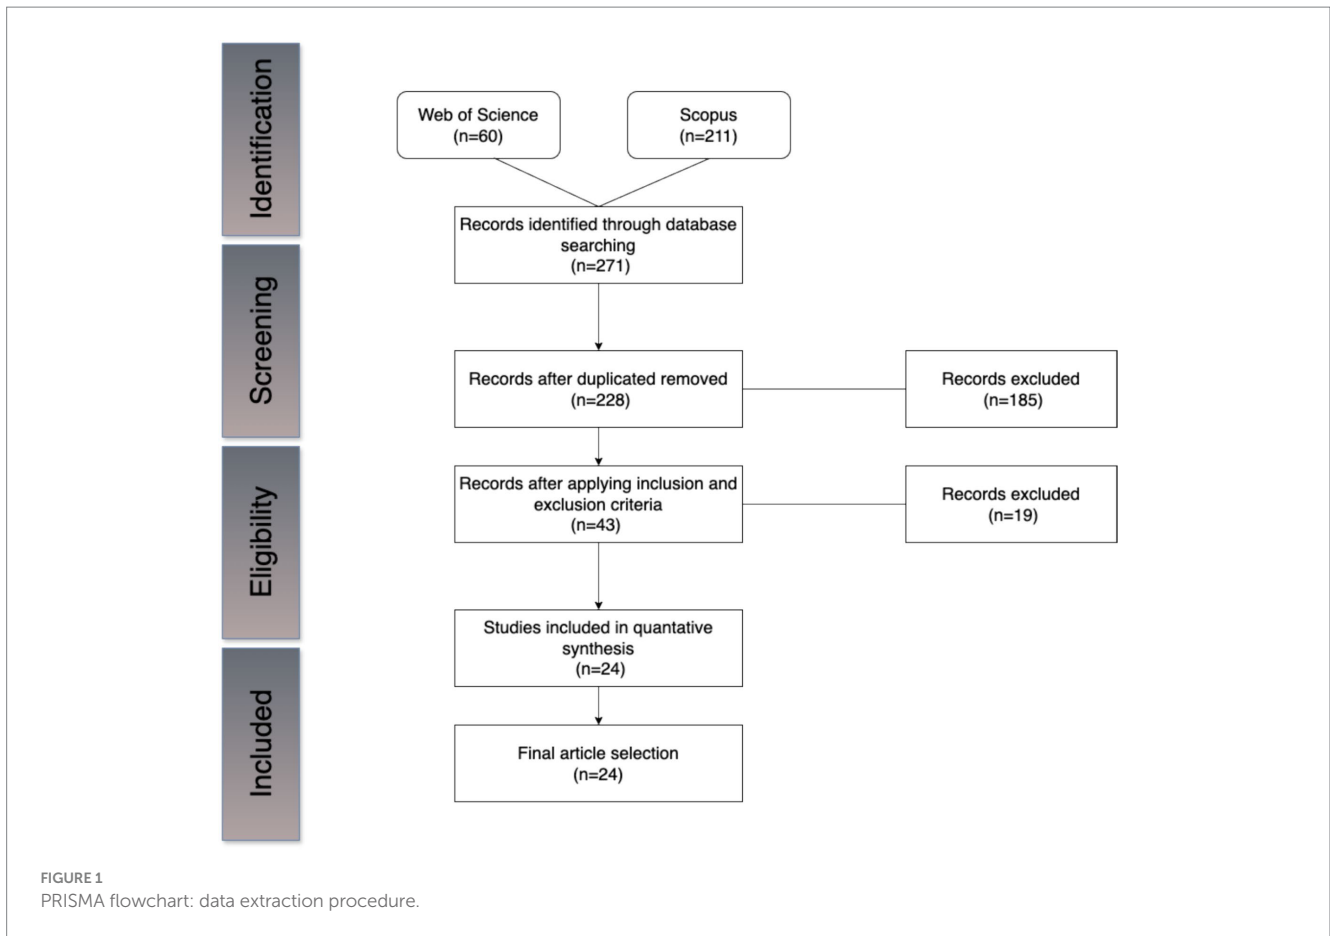 Identification
Web of Science
(n=60)
Scopus
(n=211)
Records identified through database
searching
(n=271)
Screening
Records after duplicated removed
(n=228)
Records excluded
(n=185)
Eligibility
Records after applying inclusion and
exclusion criteria
(n=43)
Records excluded
(n=19)
Studies included in quantative
synthesis
(n=24)
Included
Final article selection
(n=24)
FIGURE 1
PRISMA flowchart: data extraction procedure.